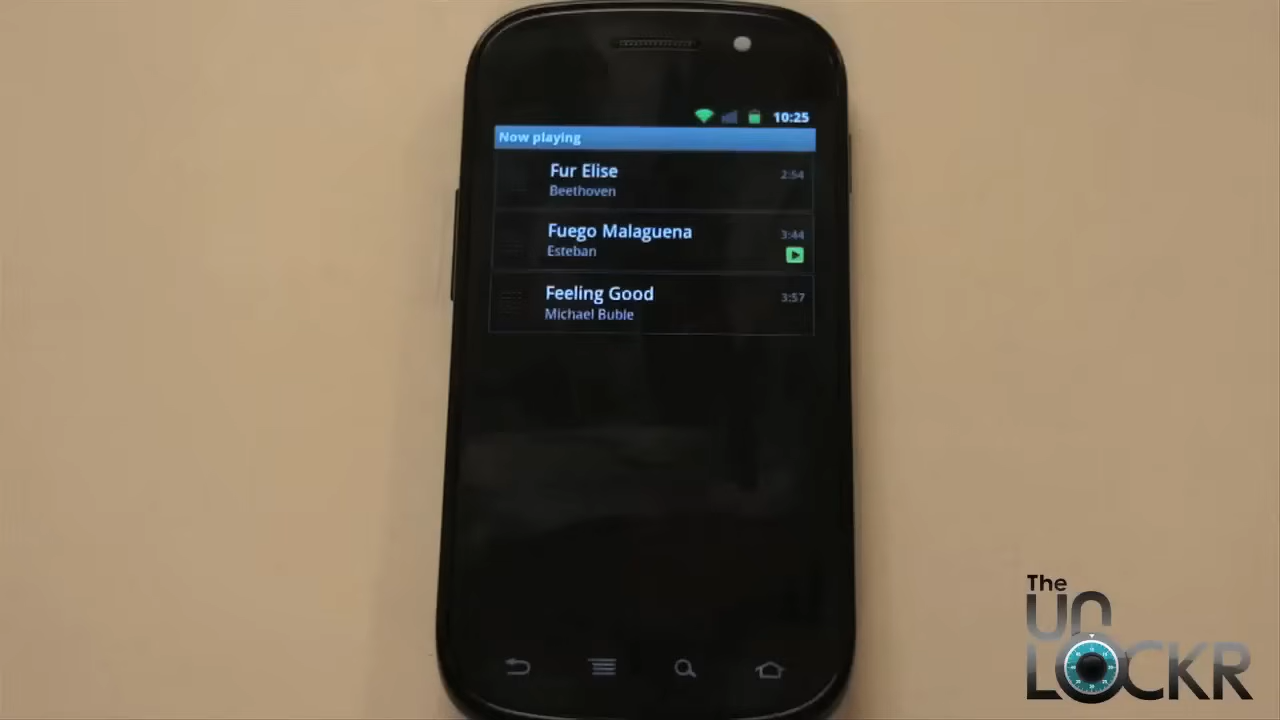 10:25
Now playing
Fur Elise
2:54
Beethoven
Fuego Malaguena
3:44
Esteban
Feeling Good
3:57
Michael Buble
The
UN
LOCKR